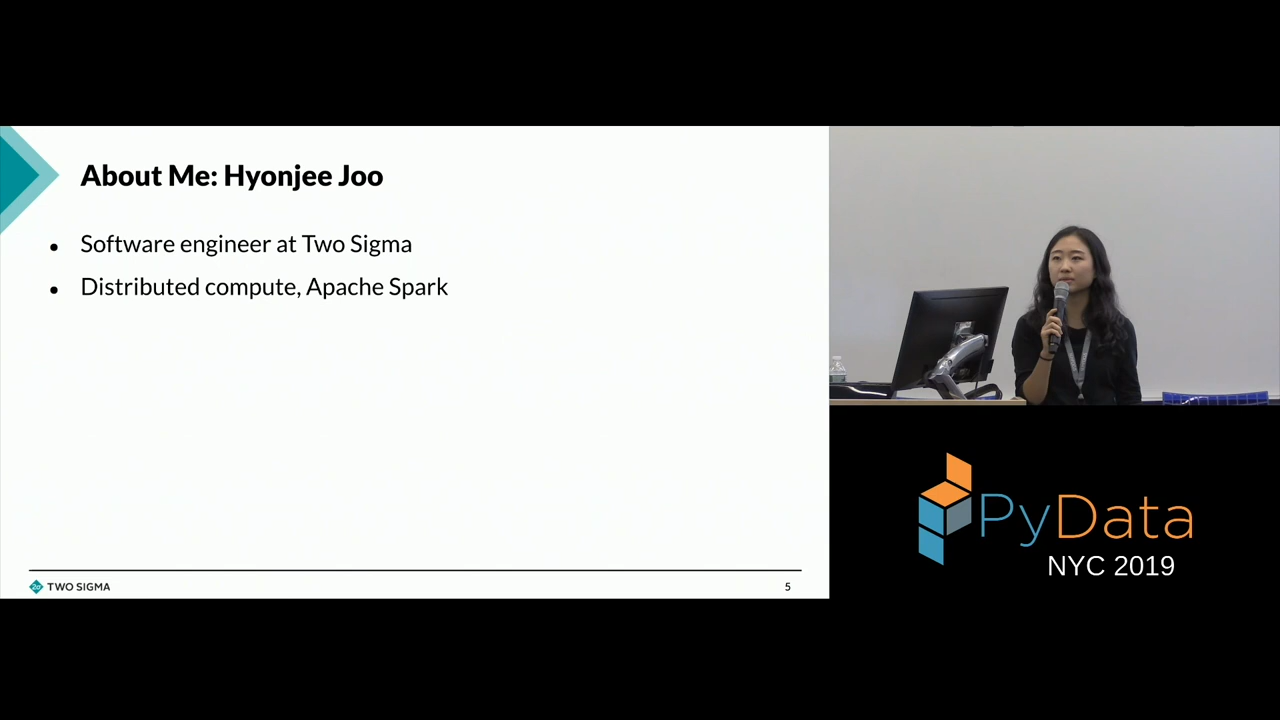 About Me: Hyonjee Joo
● Software engineer at Two Sigma
● Distributed compute, Apache Spark
2σ TWO SIGMA
5
PyData
NYC 2019